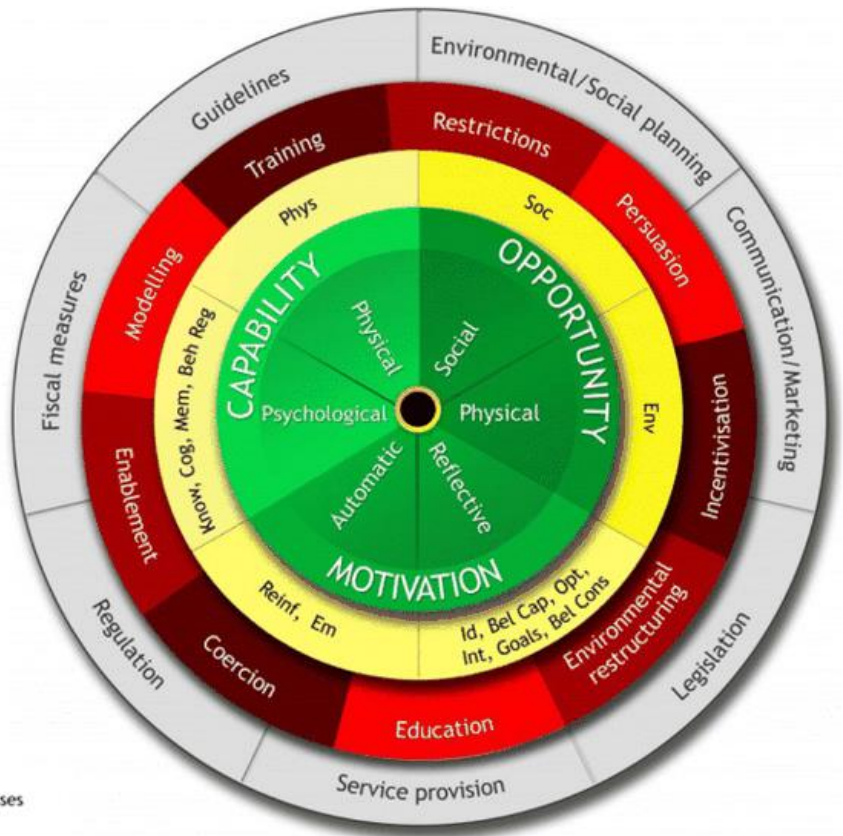 Environmental/Social planning
Communication/Marketing
Legislation
Service provision
Regulation
Fiscal measures
Guidelines
Restrictions
Persuasion
Incentivisation
Environmental
restructuring
Education
Coercion
Enablement
Modelling
Training
Soc
Env
Id, Bel Cap, Opt,
Int, Goals, Bel Cons
Reinf, Em
Know, Cog, Mem, Beh Reg
Phys
CAPABILITY
OPPORTUNITY
MOTIVATION
Physical
Social
Physical
Reflective
Automatic
Psychological
ses